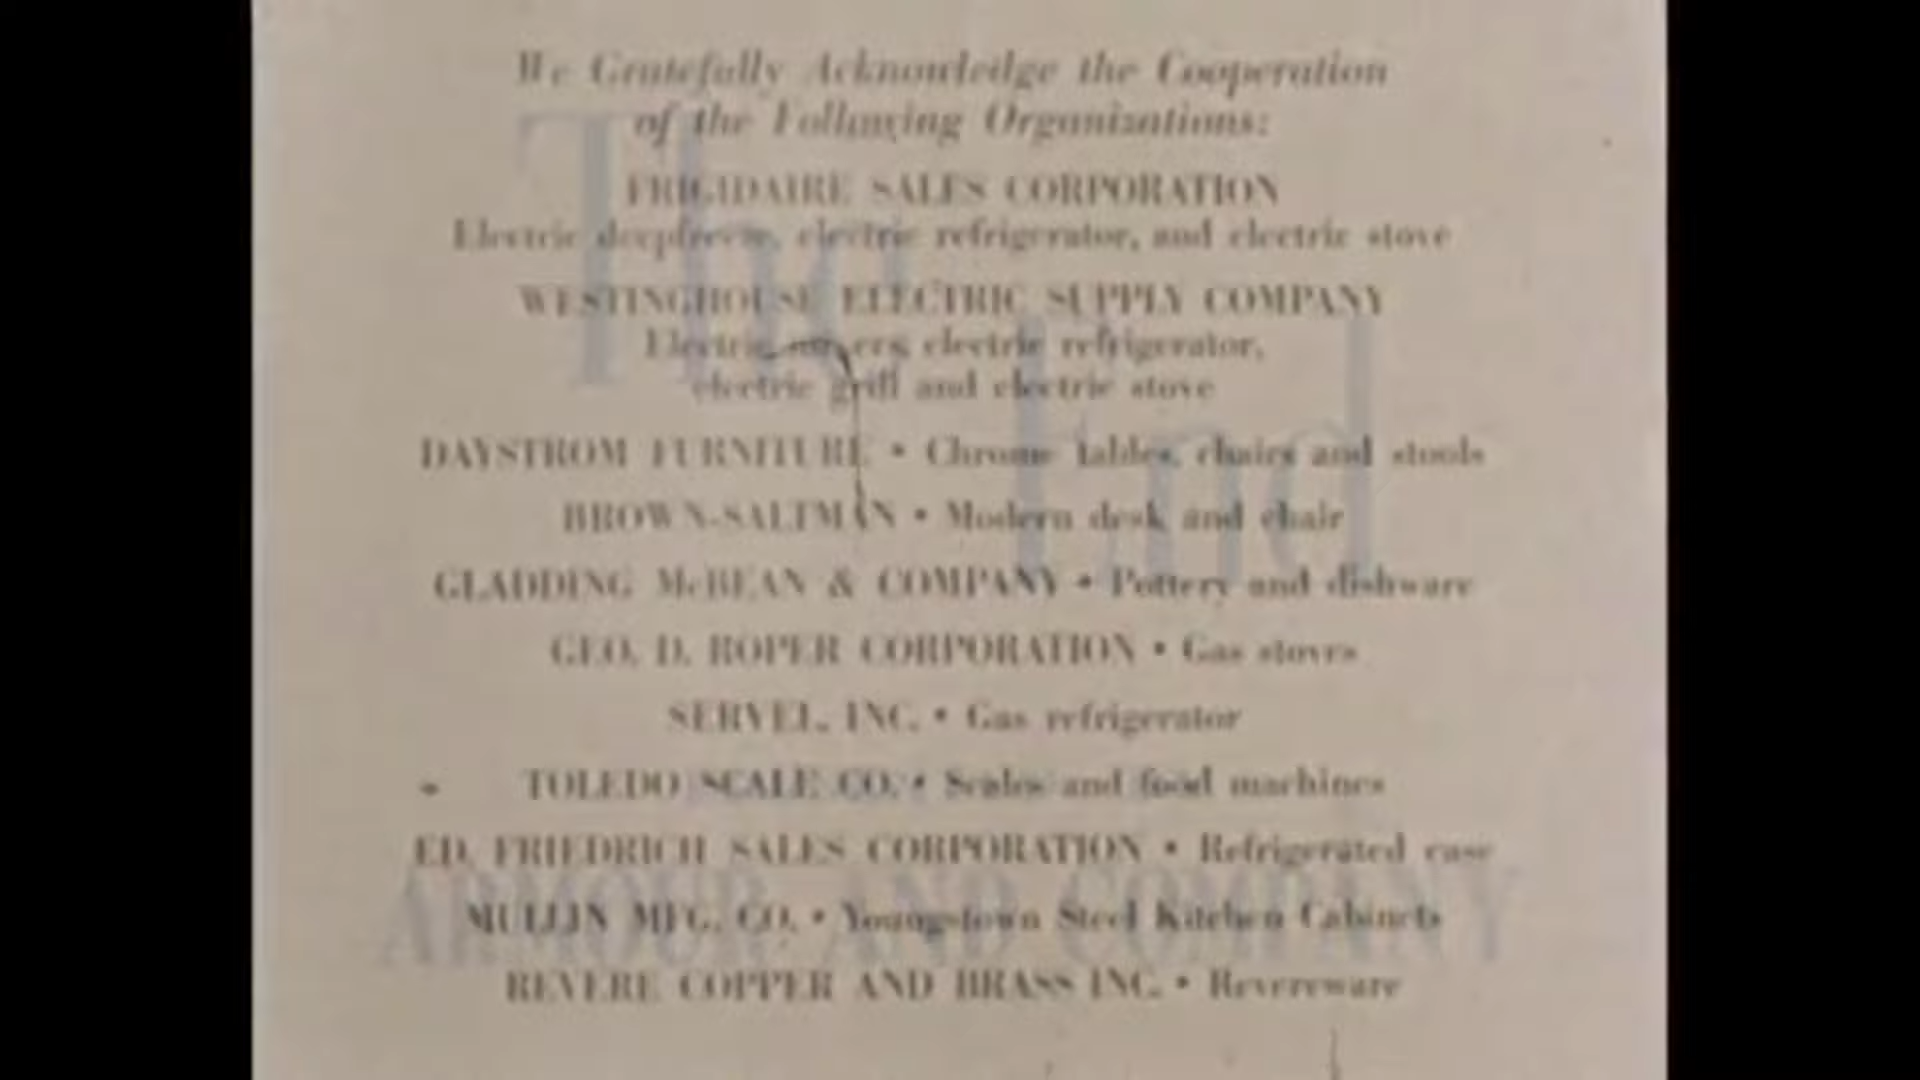 We Gratefully Acknowledge the Cooperation
of the Following Organizations:
FRIGIDAIRE SALES CORPORATION
Electric deepfreeze, electric refrigerator, and electric stove
WESTINGHOUSE ELECTRIC SUPPLY COMPANY
Electric electric refrigerator,
electric grill and electric stove
DAYSTROM FURNITURE • Chrome tables, chairs and stools
BROWN-SALTMAN • Modern desk and chair
GLADDING McBEAN & COMPANY • Pottery and dishware
GEO. D. ROPER CORPORATION • Gas stoves
SERVEL, INC. • Gas refrigerator
TOLEDO SCALE CO. • Scales and food machines
ED. FRIEDRICH SALES CORPORATION • Refrigerated case
MULLIN MFG. CO. • Youngstown Steel Kitchen Cabinets
REVERE COPPER AND BRASS INC. • Revereware
The
End
ARMOUR AND COMPANY